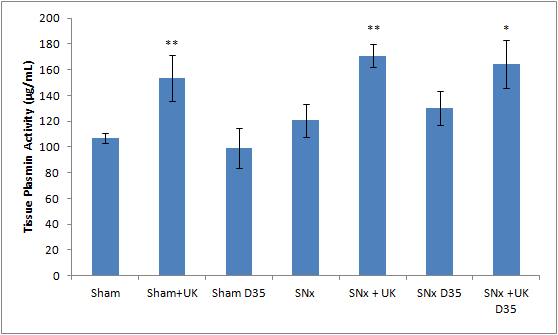 200
180
160
140
120
100
80
60
40
20
0
Tissue Plasmin Activity (µg/mL)
**
**
*
Sham
Sham+UK
Sham D35
SNx
SNx + UK
SNx D35
SNx +UK
D35